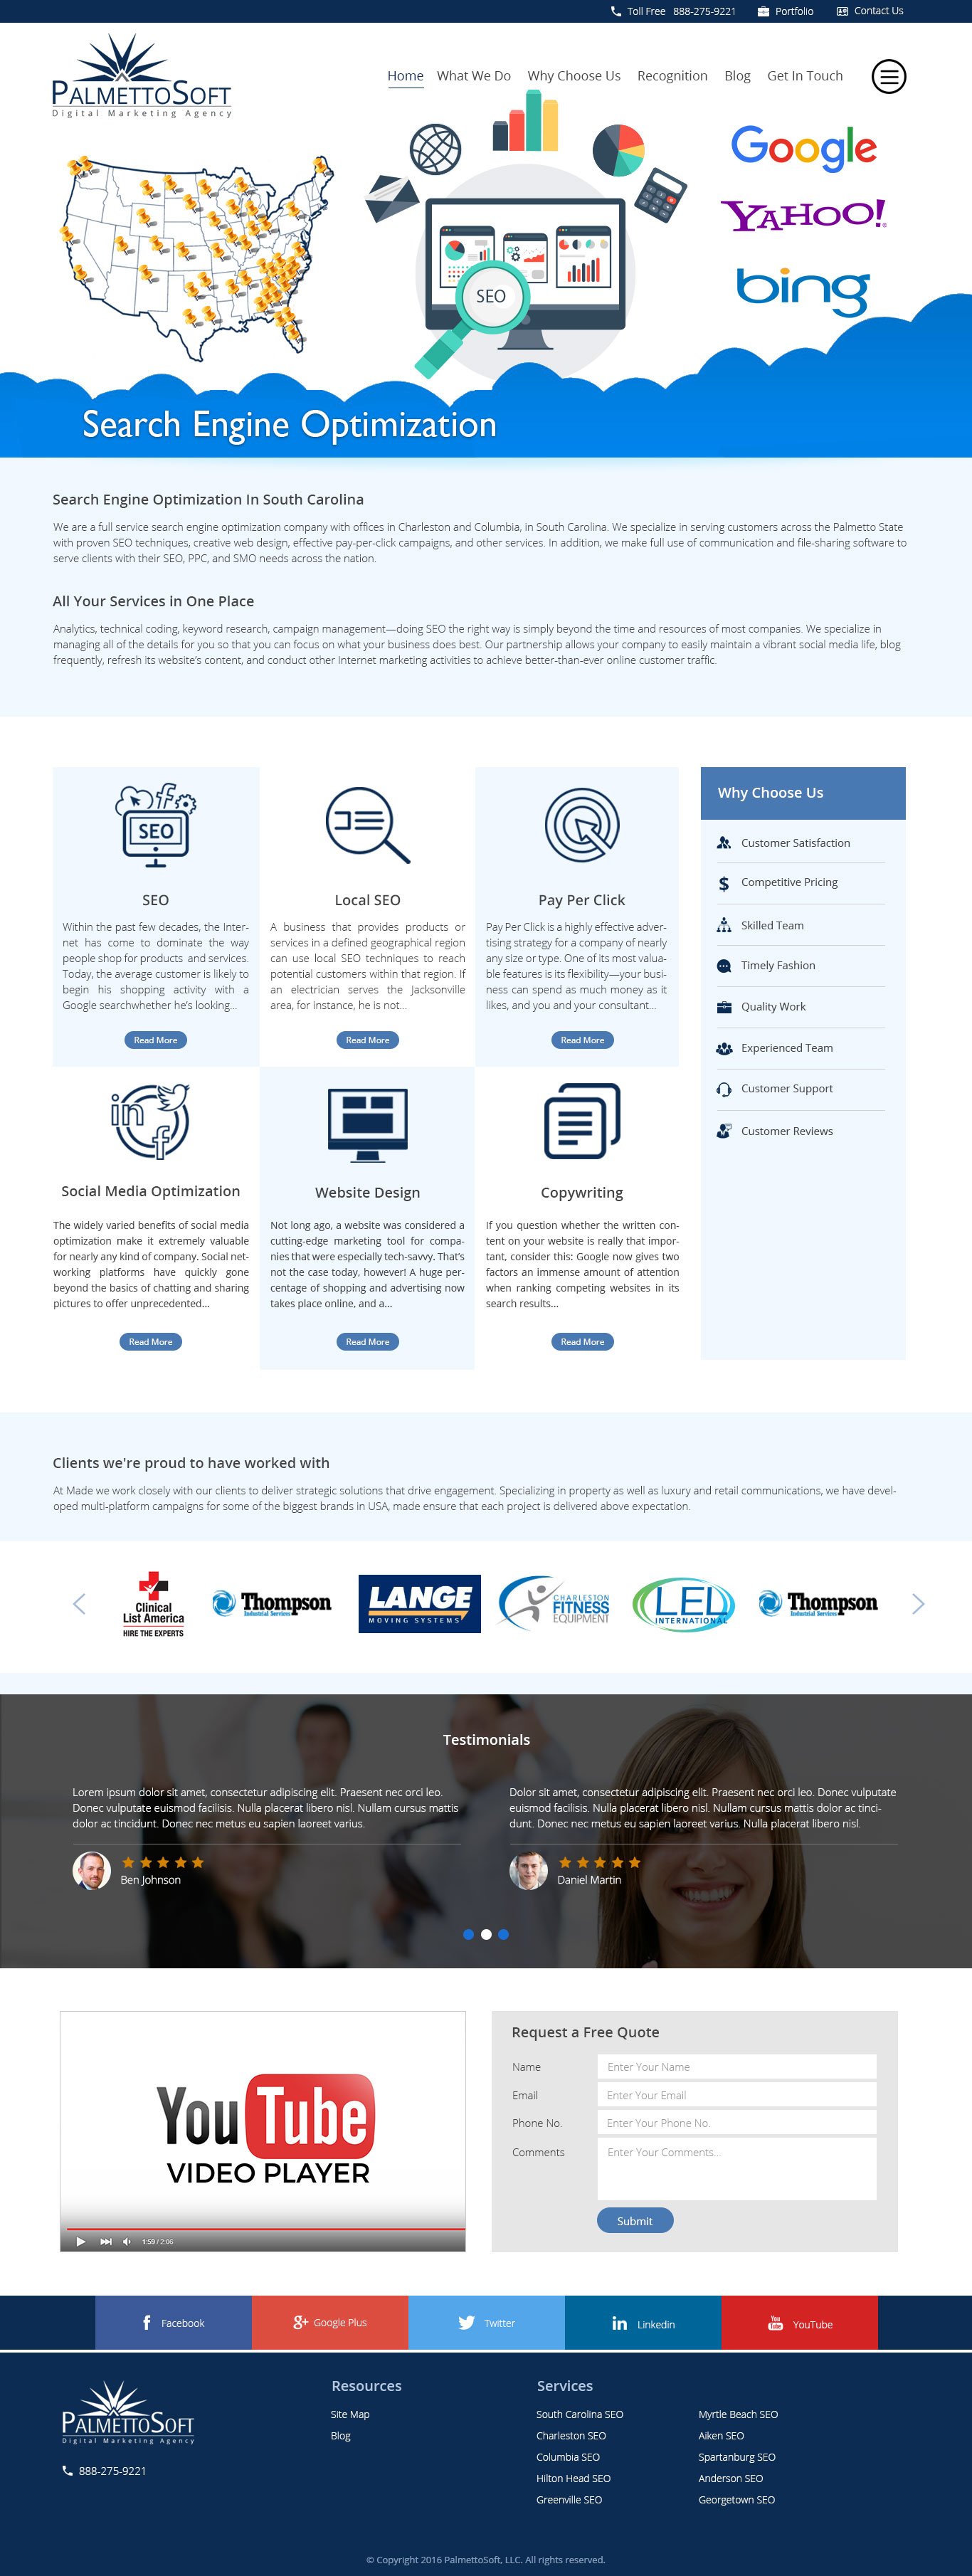 Toll Free 888-275-9221
Portfolio
Contact Us
PALMETTOSOFT
Digital Marketing Agency
Home
What We Do
Why Choose Us
Recognition
Blog
Get In Touch
Google
YAHOO!
bing
SEO
Search Engine Optimization
Search Engine Optimization In South Carolina
We are a full service search engine optimization company with offices in Charleston and Columbia, in South Carolina. We specialize in serving customers across the Palmetto State
with proven SEO techniques, creative web design, effective pay-per-click campaigns, and other services. In addition, we make full use of communication and file-sharing software to
serve clients with their SEO, PPC, and SMO needs across the nation.
All Your Services in One Place
Analytics, technical coding, keyword research, campaign management—doing SEO the right way is simply beyond the time and resources of most companies. We specialize in
managing all of the details for you so that you can focus on what your business does best. Our partnership allows your company to easily maintain a vibrant social media life, blog
frequently, refresh its website's content, and conduct other Internet marketing activities to achieve better-than-ever online customer traffic.
SEO
SEO
Within the past few decades, the Inter-
net has come to dominate the way
people shop for products and services.
Today, the average customer is likely to
begin his shopping activity with a
Google searchwhether he's looking...
Read More
Local SEO
A business that provides products or
services in a defined geographical region
can use local SEO techniques to reach
potential customers within that region. If
an electrician serves the Jacksonville
area, for instance, he is not...
Read More
Pay Per Click
Pay Per Click is a highly effective adver-
tising strategy for a company of nearly
any size or type. One of its most valua-
ble features is its flexibility—your busi-
ness can spend as much money as it
likes, and you and your consultant...
Read More
in
f
Social Media Optimization
The widely varied benefits of social media
optimization make it extremely valuable
for nearly any kind of company. Social net-
working platforms have quickly gone
beyond the basics of chatting and sharing
pictures to offer unprecedented...
Read More
Website Design
Not long ago, a website was considered a
cutting-edge marketing tool for compa-
nies that were especially tech-savvy. That's
not the case today, however! A huge per-
centage of shopping and advertising now
takes place online, and a...
Read More
Copywriting
If you question whether the written con-
tent on your website is really that impor-
tant, consider this: Google now gives two
factors an immense amount of attention
when ranking competing websites in its
search results...
Read More
Why Choose Us
Customer Satisfaction
$ Competitive Pricing
Skilled Team
Timely Fashion
Quality Work
Experienced Team
Customer Support
Customer Reviews
Clients we're proud to have worked with
At Made we work closely with our clients to deliver strategic solutions that drive engagement. Specializing in property as well as luxury and retail communications, we have devel-
oped multi-platform campaigns for some of the biggest brands in USA, made ensure that each project is delivered above expectation.
Clinical
List America
HIRE THE EXPERTS
Thompson
Industrial Services
LANGE
MOVING SYSTEMS
CHARLESTON
FITNESS
EQUIPMENT
LEL
INTERNATIONAL
Thompson
Industrial Services
Testimonials
Lorem ipsum dolor sit amet, consectetur adipiscing elit. Praesent nec orci leo.
Donec vulputate euismod facilisis. Nulla placerat libero nisl. Nullam cursus mattis
dolor ac tincidunt. Donec nec metus eu sapien laoreet varius.
Ben Johnson
Dolor sit amet, consectetur adipiscing elit. Praesent nec orci leo. Donec vulputate
euismod facilisis. Nulla placerat libero nisl. Nullam cursus mattis dolor ac tinci-
dunt. Donec nec metus eu sapien laoreet varius. Nulla placerat libero nisl.
Daniel Martin
YouTube
VIDEO PLAYER
1:59 / 2:06
Request a Free Quote
Name
Enter Your Name
Email
Enter Your Email
Phone No.
Enter Your Phone No.
Comments
Enter Your Comments...
Submit
f Facebook
g+ Google Plus
Twitter
in Linkedin
You Tube YouTube
PALMETTOSOFT
Digital Marketing Agency
888-275-9221
Resources
Site Map
Blog
Services
South Carolina SEO
Charleston SEO
Columbia SEO
Hilton Head SEO
Greenville SEO
Myrtle Beach SEO
Aiken SEO
Spartanburg SEO
Anderson SEO
Georgetown SEO
© Copyright 2016 PalmettoSoft, LLC. All rights reserved.